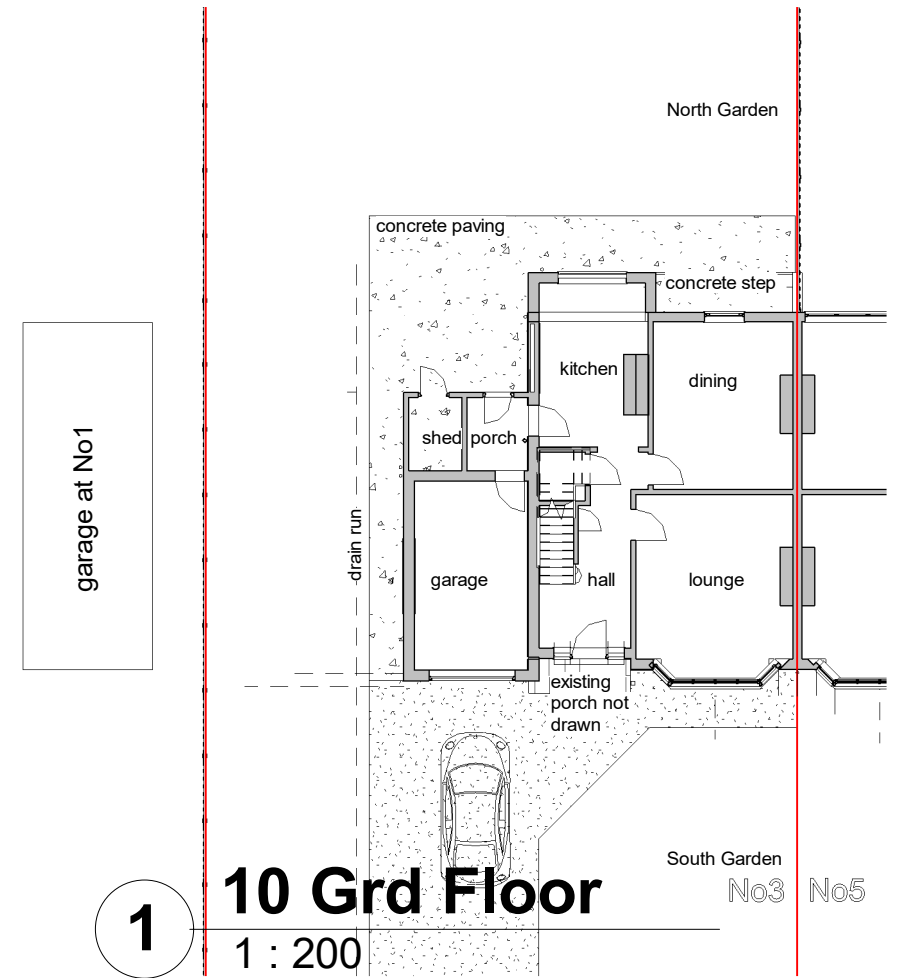 North Garden
concrete paving
concrete step
kitchen
dining
shed
porch
garage at No1
drain run
garage
hall
lounge
existing
porch not
drawn
South Garden
No3
No5
1
10 Grd Floor
1 : 200